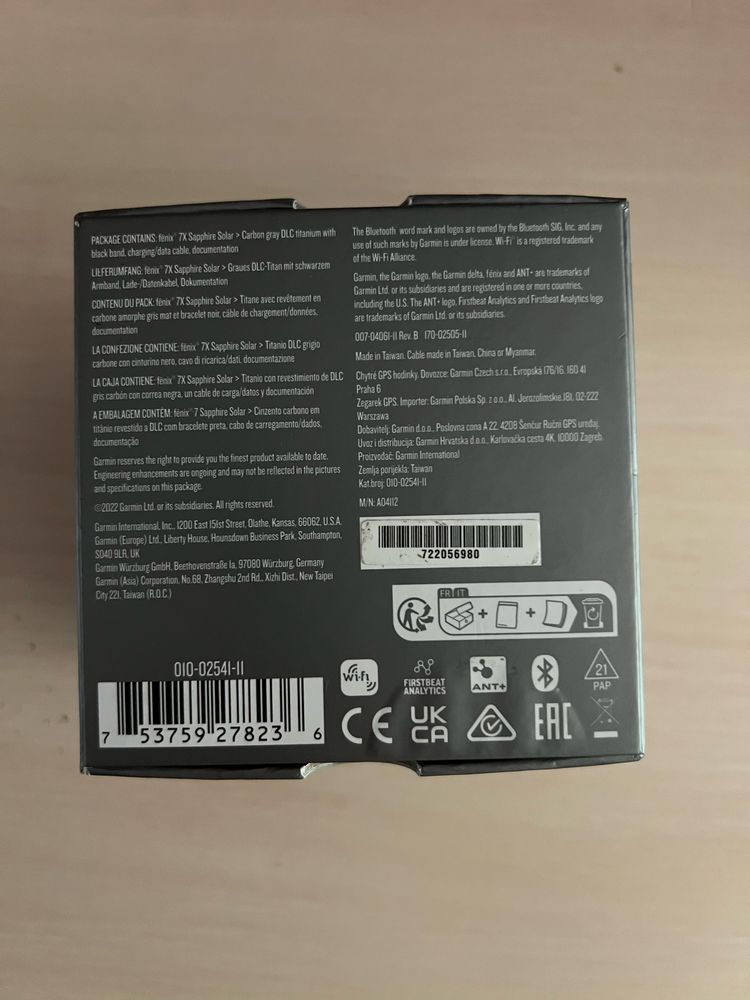 PACKAGE CONTAINS: fēnix® 7X Sapphire Solar > Carbon gray DLC titanium with
black band, charging/data cable, documentation
LIEFERUMFANG: fēnix® 7X Sapphire Solar > Graues DLC-Titan mit schwarzem
Armband, Lade-/Datenkabel, Dokumentation
CONTENU DU PACK: fēnix® 7X Sapphire Solar > Titane avec revêtement en
carbone amorphe gris mat et bracelet noir, câble de chargement/données,
documentation
LA CONFEZIONE CONTIENE: fēnix® 7X Sapphire Solar > Titanio DLC grigio
carbone con cinturino nero, cavo di ricarica/dati, documentazione
LA CAJA CONTIENE: fēnix® 7X Sapphire Solar > Titanio con revestimiento de DLC
gris carbón con correa negra, un cable de carga/datos y documentación
A EMBALAGEM CONTÉM: fēnix® 7 Sapphire Solar > Cinzento carbono em
titânio revestido a DLC com bracelete preta, cabo de carregamento/dados,
documentação
Garmin reserves the right to provide you the finest product available to date.
Engineering enhancements are ongoing and may not be reflected in the pictures
and specifications on this package.
©2022 Garmin Ltd. or its subsidiaries. All rights reserved.
Garmin International, Inc., 1200 East 151st Street, Olathe, Kansas, 66062, U.S.A.
Garmin (Europe) Ltd., Liberty House, Hounsdown Business Park, Southampton,
SO40 9LR, UK
Garmin Würzburg GmbH, Beethovenstraße 1a, 97080 Würzburg, Germany
Garmin (Asia) Corporation, No.68, Zhangshu 2nd Rd., Xizhi Dist., New Taipei
City 221, Taiwan (R.O.C.)
010-02541-11
7 53759 27823 6
The Bluetooth® word mark and logos are owned by the Bluetooth SIG, Inc. and any
use of such marks by Garmin is under license. Wi-Fi® is a registered trademark
of the Wi-Fi Alliance.
Garmin, the Garmin logo, the Garmin delta, fēnix and ANT+ are trademarks of
Garmin Ltd. or its subsidiaries and are registered in one or more countries,
including the U.S. The ANT+ logo, Firstbeat Analytics and Firstbeat Analytics logo
are trademarks of Garmin Ltd. or its subsidiaries.
007-04061-11 Rev. B 170-02505-11
Made in Taiwan. Cable made in Taiwan, China or Myanmar.
Chytré GPS hodinky. Dovozce: Garmin Czech s.r.o., Evropská 176/16, 160 41
Praha 6
Zegarek GPS. Importer: Garmin Polska Sp. z o.o., Al. Jerozolimskie 181, 02-222
Warszawa
Dobavitelj: Garmin d.o.o., Poslovna cona A 22, 4208 Šenčur Ročni GPS uređaj.
Uvoz i distribucija: Garmin Hrvatska d.o.o., Karlovačka cesta 4K, 10000 Zagreb.
Proizvođač: Garmin International
Zemlja porijekla: Taiwan
Kat.broj: 010-02541-11
M/N: A04112
722056980
FR IT
Wi-Fi
FIRSTBEAT
ANALYTICS
ANT+
21
PAP
CE
UK
CA
EAC